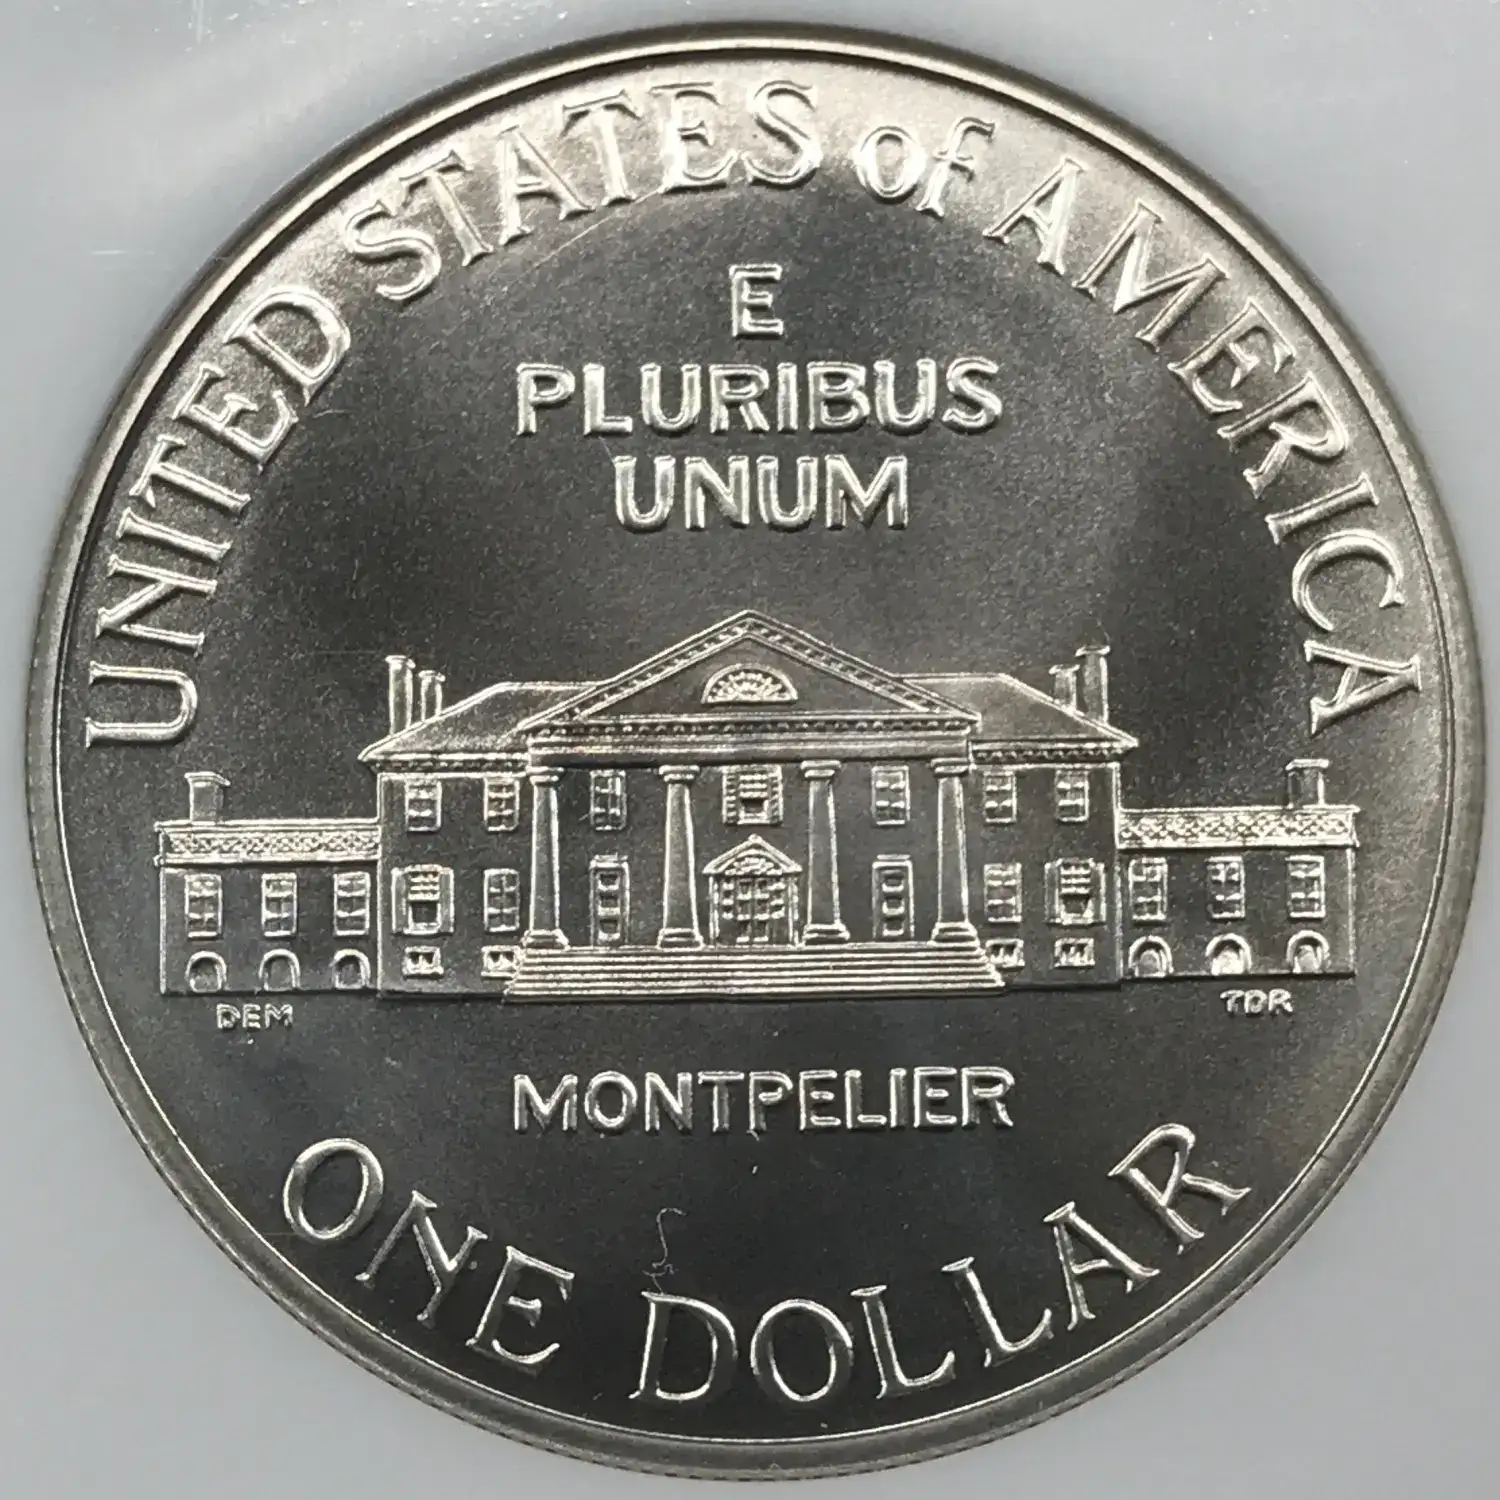 UNITED STATES of AMERICA
E
PLURIBUS
UNUM
DEM
TDR
MONTPELIER
ONE DOLLAR